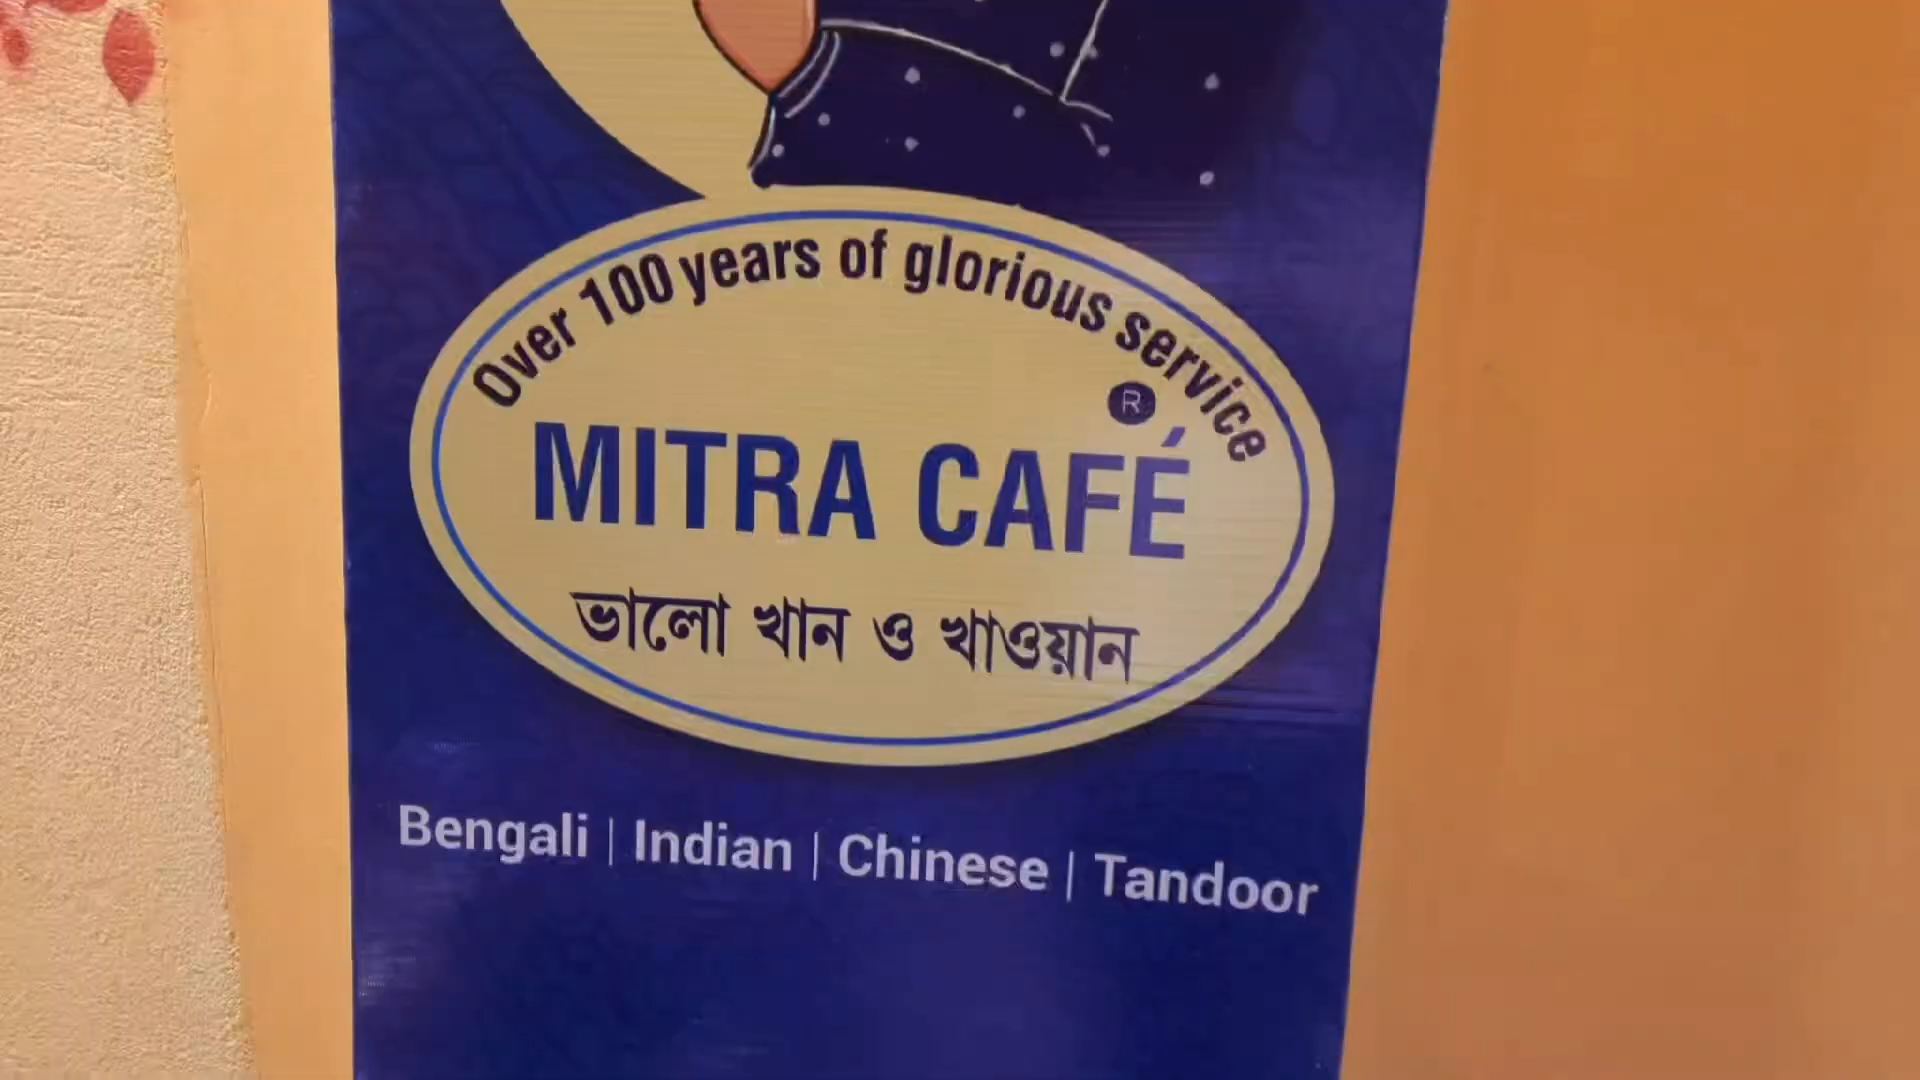 Over 100 years of glorious service
®
MITRA CAFÉ
ভালো খান ও খাওয়ান
Bengali | Indian | Chinese | Tandoor